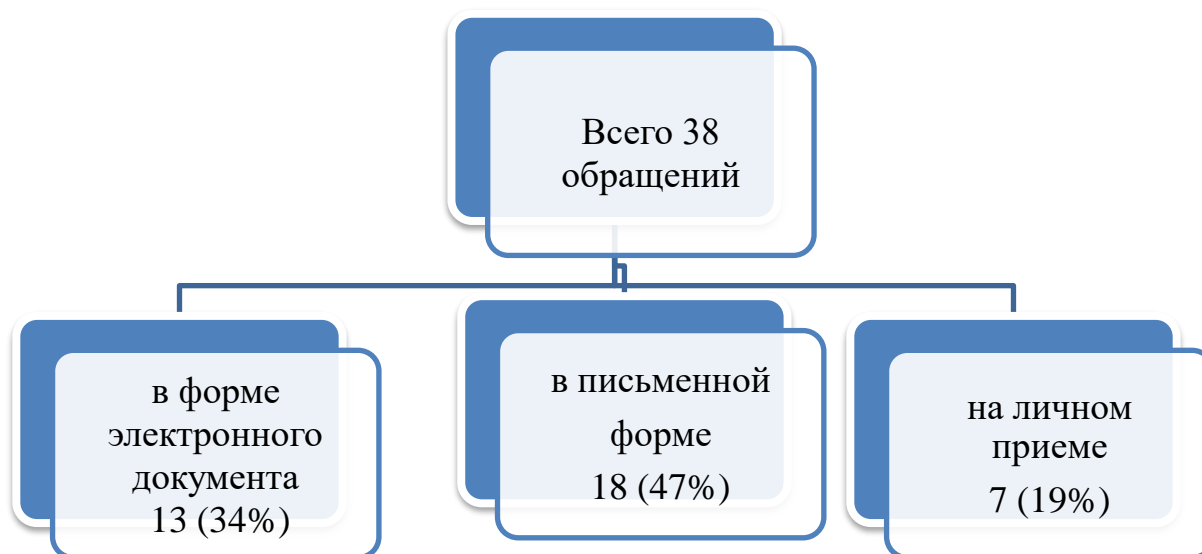 Всего 38
обращений
в форме
электронного
документа
13 (34%)
в письменной
форме
18 (47%)
на личном
приеме
7 (19%)